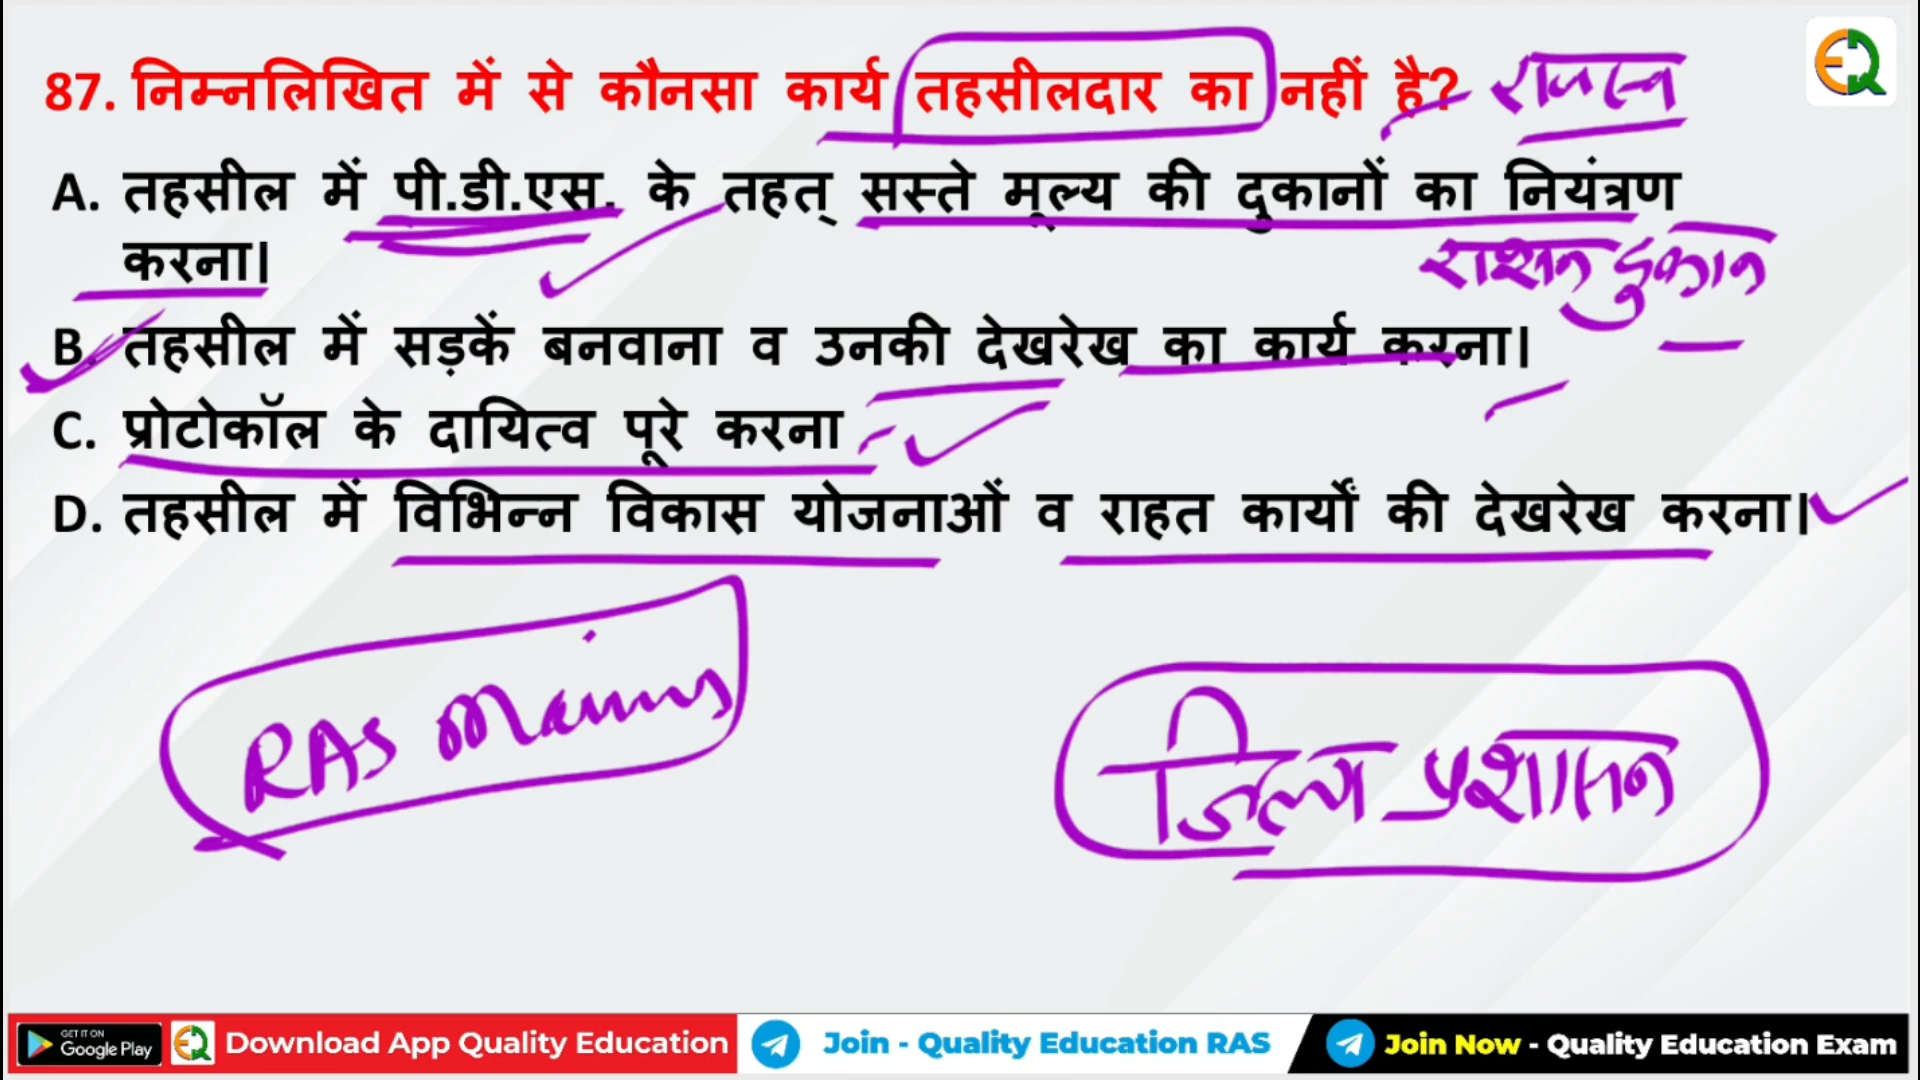 87. निम्नलिखित में से कौनसा कार्य तहसीलदार का नहीं है? राजस्व
A. तहसील में पी.डी.एस. के तहत् सस्ते मूल्य की दुकानों का नियंत्रण
करना।
राशन दुकान
B. तहसील में सड़कें बनवाना व उनकी देखरेख का कार्य करना।
C. प्रोटोकॉल के दायित्व पूरे करना
D. तहसील में विभिन्न विकास योजनाओं व राहत कार्यों की देखरेख करना।
RAS Mains
जिला प्रशासन
GET IT ON
Google Play
EQ
Download App Quality Education
Join - Quality Education RAS
Join Now - Quality Education Exam